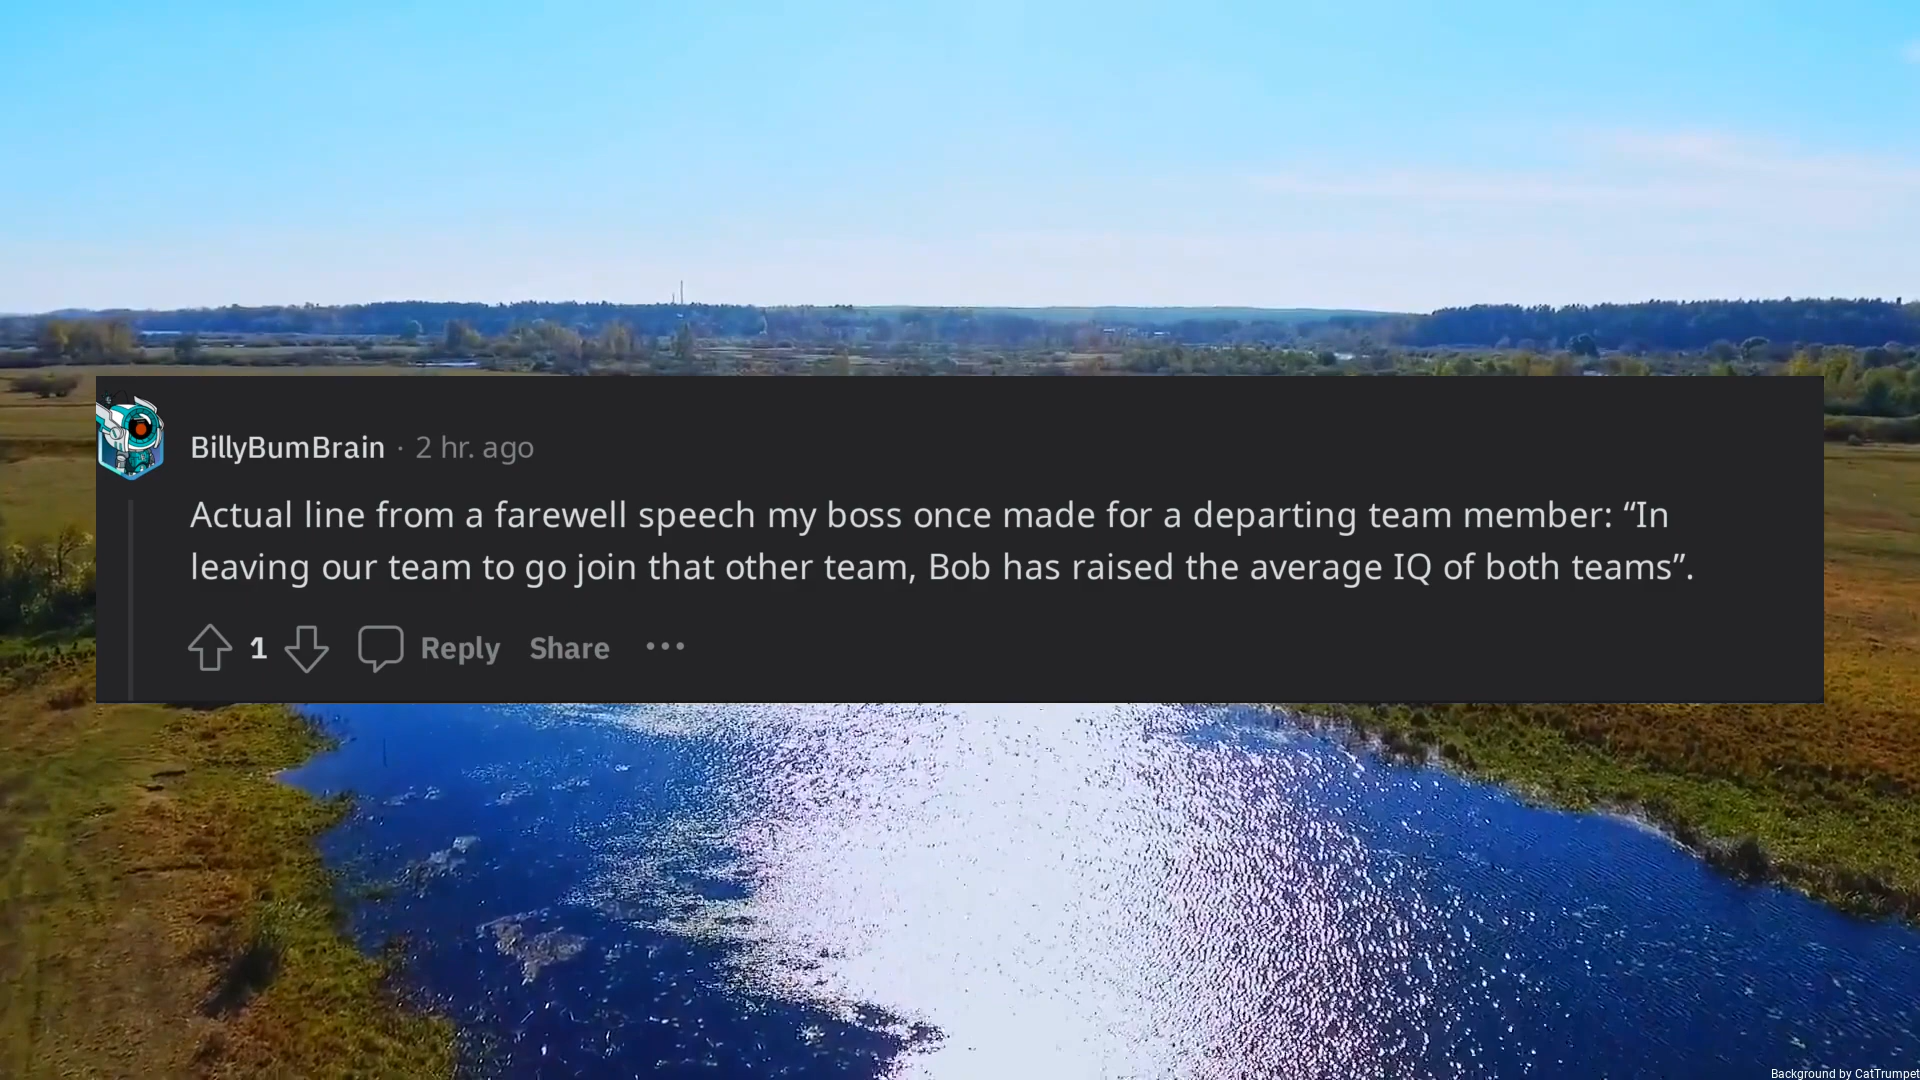 BillyBumBrain · 2 hr. ago
Actual line from a farewell speech my boss once made for a departing team member: “In
leaving our team to go join that other team, Bob has raised the average IQ of both teams”.
1 Reply Share •••
Background by CatTrumpet